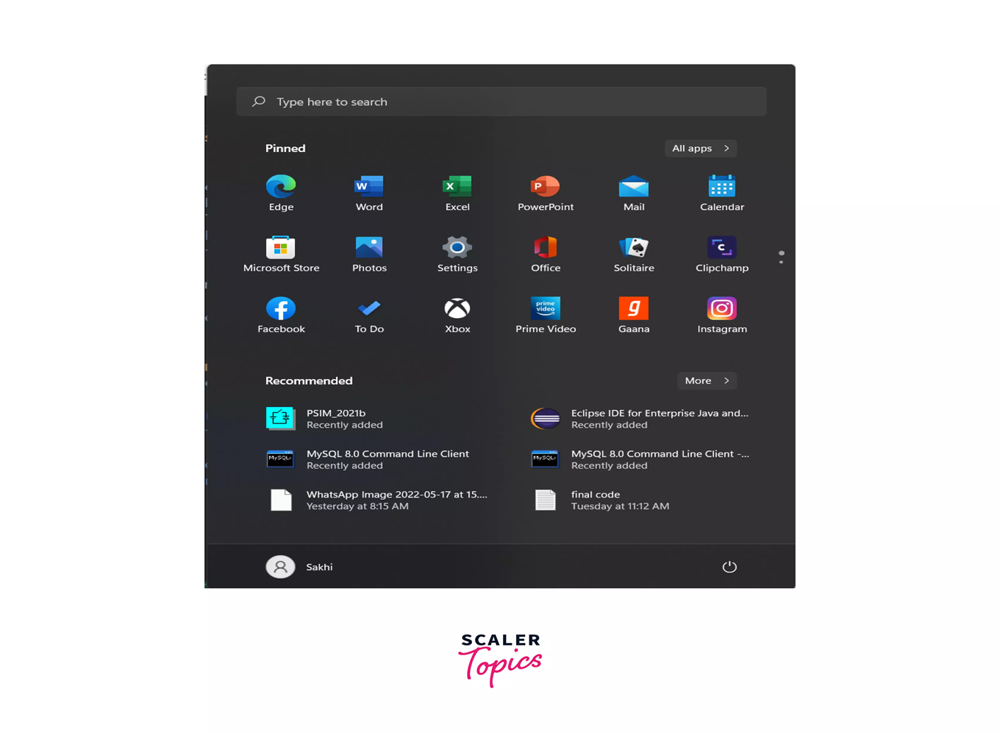 Type here to search
Pinned
All apps
Edge
Word
Excel
PowerPoint
Mail
Calendar
Microsoft Store
Photos
Settings
Office
Solitaire
Clipchamp
Facebook
To Do
Xbox
prime video
Prime Video
Gaana
Instagram
Recommended
More
PSIM_2021b
Recently added
Eclipse IDE for Enterprise Java and...
Recently added
MySQL>
MySQL 8.0 Command Line Client
Recently added
MySQL>
MySQL 8.0 Command Line Client -...
Recently added
WhatsApp Image 2022-05-17 at 15....
Yesterday at 8:15 AM
final code
Tuesday at 11:12 AM
Sakhi
SCALER
Topics